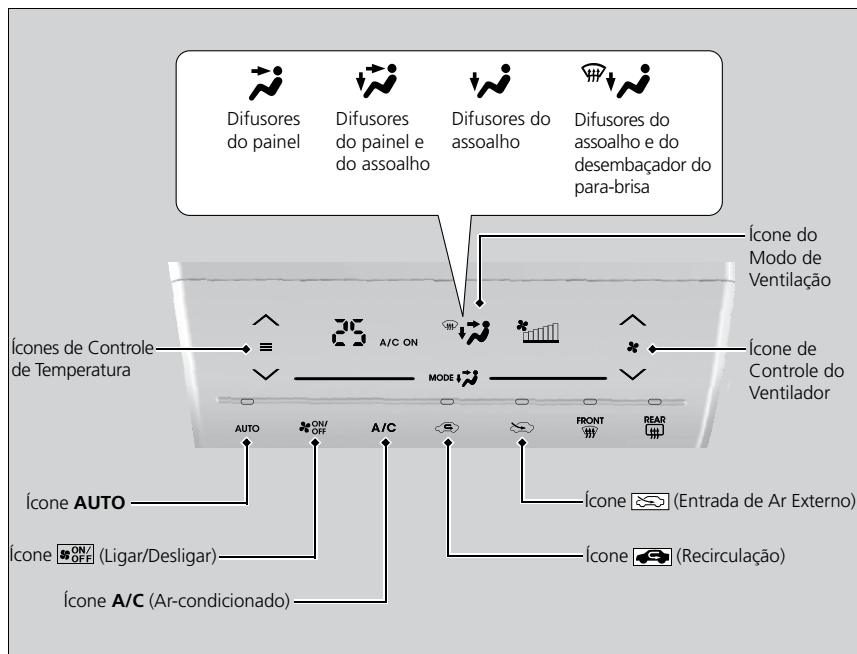 Difusores
do painel
Difusores
do painel e
do assoalho
Difusores do
assoalho
Difusores do
assoalho e do
desembaçador do
para-brisa
Ícone do
Modo de
Ventilação
Ícones de Controle
de Temperatura
25
A/C ON
Ícone de
Controle do
Ventilador
MODE
AUTO
ON/
OFF
A/C
FRONT
REAR
Ícone AUTO
Ícone (Entrada de Ar Externo)
Ícone ON/OFF (Ligar/Desligar)
Ícone (Recirculação)
Ícone A/C (Ar-condicionado)